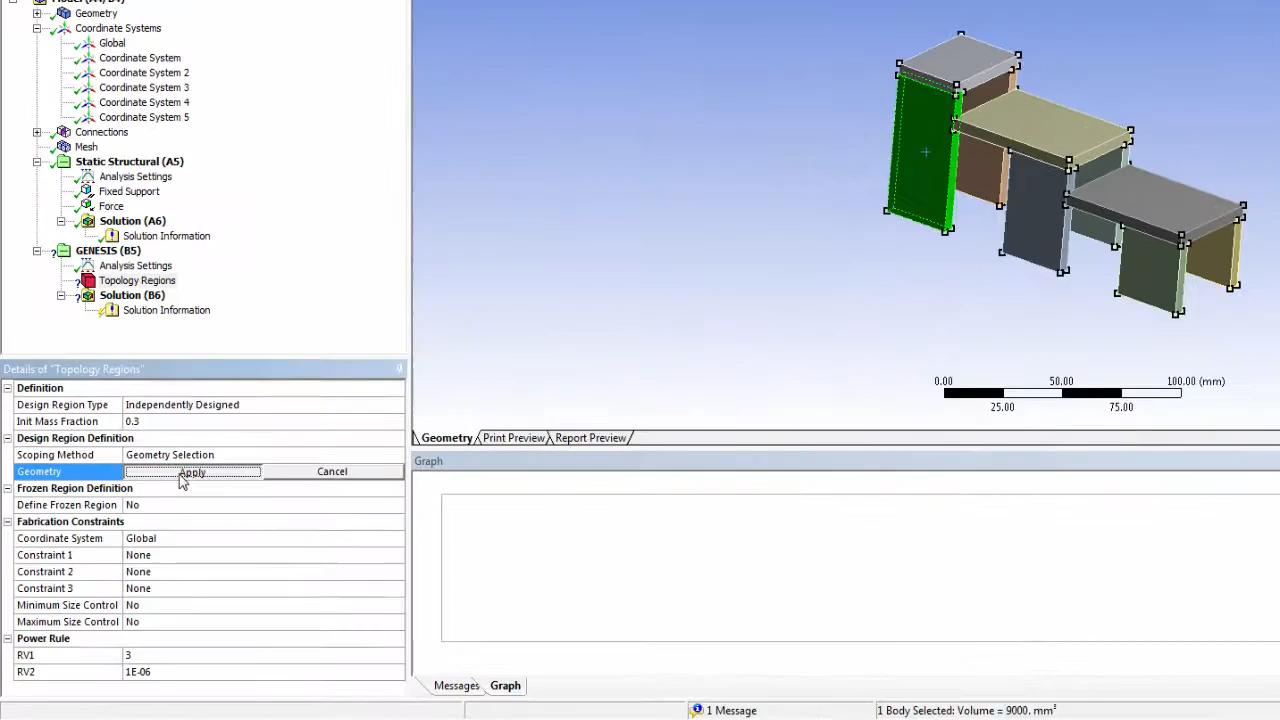 Model (A4, B4)
Geometry
Coordinate Systems
Global
Coordinate System
Coordinate System 2
Coordinate System 3
Coordinate System 4
Coordinate System 5
Connections
Mesh
Static Structural (A5)
Analysis Settings
Fixed Support
Force
Solution (A6)
Solution Information
GENESIS (B5)
Analysis Settings
Topology Regions
Solution (B6)
Solution Information
Details of "Topology Regions"
Definition
Design Region Type Independently Designed
Init Mass Fraction 0.3
Design Region Definition
Scoping Method Geometry Selection
Geometry Apply Cancel
Frozen Region Definition
Define Frozen Region No
Fabrication Constraints
Coordinate System Global
Constraint 1 None
Constraint 2 None
Constraint 3 None
Minimum Size Control No
Maximum Size Control No
Power Rule
RV1 3
RV2 1E-06
0.00 50.00 100.00 (mm)
25.00 75.00
Geometry Print Preview Report Preview
Graph
Messages Graph
1 Message 1 Body Selected: Volume = 9000. mm³